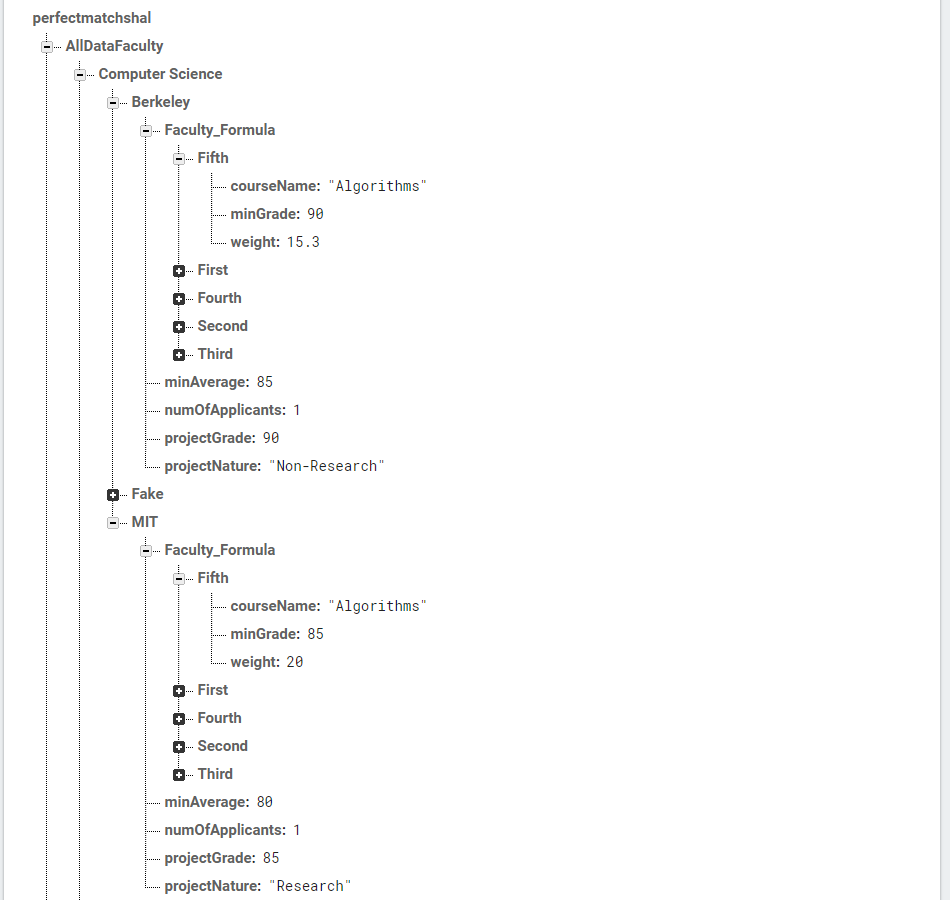 perfectmatchshal
AllDataFaculty
Computer Science
Berkeley
Faculty_Formula
Fifth
courseName: "Algorithms"
minGrade: 90
weight: 15.3
First
Fourth
Second
Third
minAverage: 85
numOfApplicants: 1
projectGrade: 90
projectNature: "Non-Research"
Fake
MIT
Faculty_Formula
Fifth
courseName: "Algorithms"
minGrade: 85
weight: 20
First
Fourth
Second
Third
minAverage: 80
numOfApplicants: 1
projectGrade: 85
projectNature: "Research"